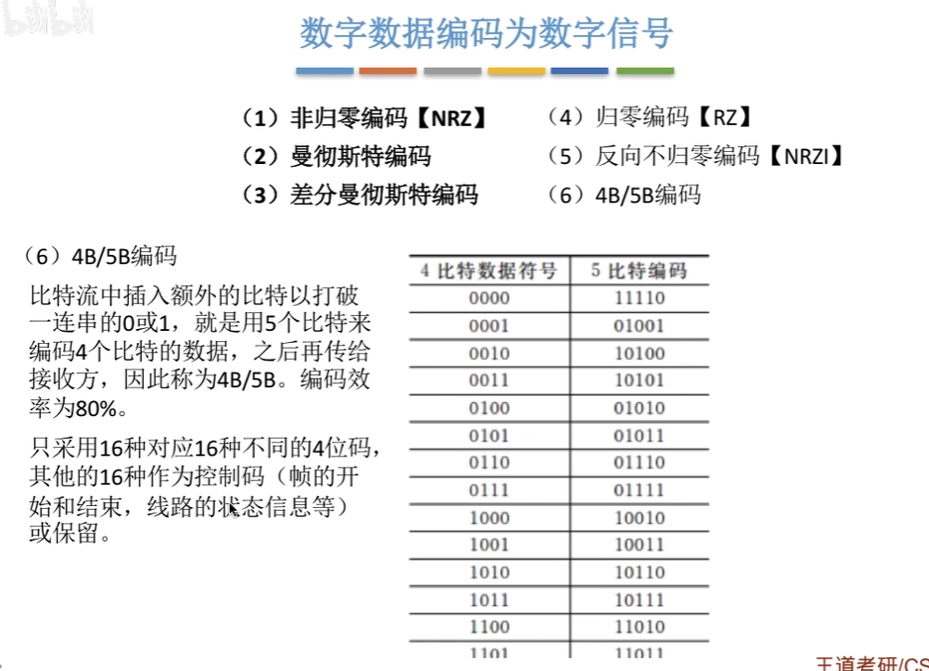 bilibili
数字数据编码为数字信号
（1）非归零编码【NRZ】
（2）曼彻斯特编码
（3）差分曼彻斯特编码
（4）归零编码【RZ】
（5）反向不归零编码【NRZI】
（6）4B/5B编码
（6）4B/5B编码
比特流中插入额外的比特以打破
一连串的0或1，就是用5个比特来
编码4个比特的数据，之后再传给
接收方，因此称为4B/5B。编码效
率为80%。
只采用16种对应16种不同的4位码，
其他的16种作为控制码（帧的开
始和结束，线路的状态信息等）
或保留。
4 比特数据符号 5 比特编码
0000 11110
0001 01001
0010 10100
0011 10101
0100 01010
0101 01011
0110 01110
0111 01111
1000 10010
1001 10011
1010 10110
1011 10111
1100 11010
1101 11011
王道考研/CS